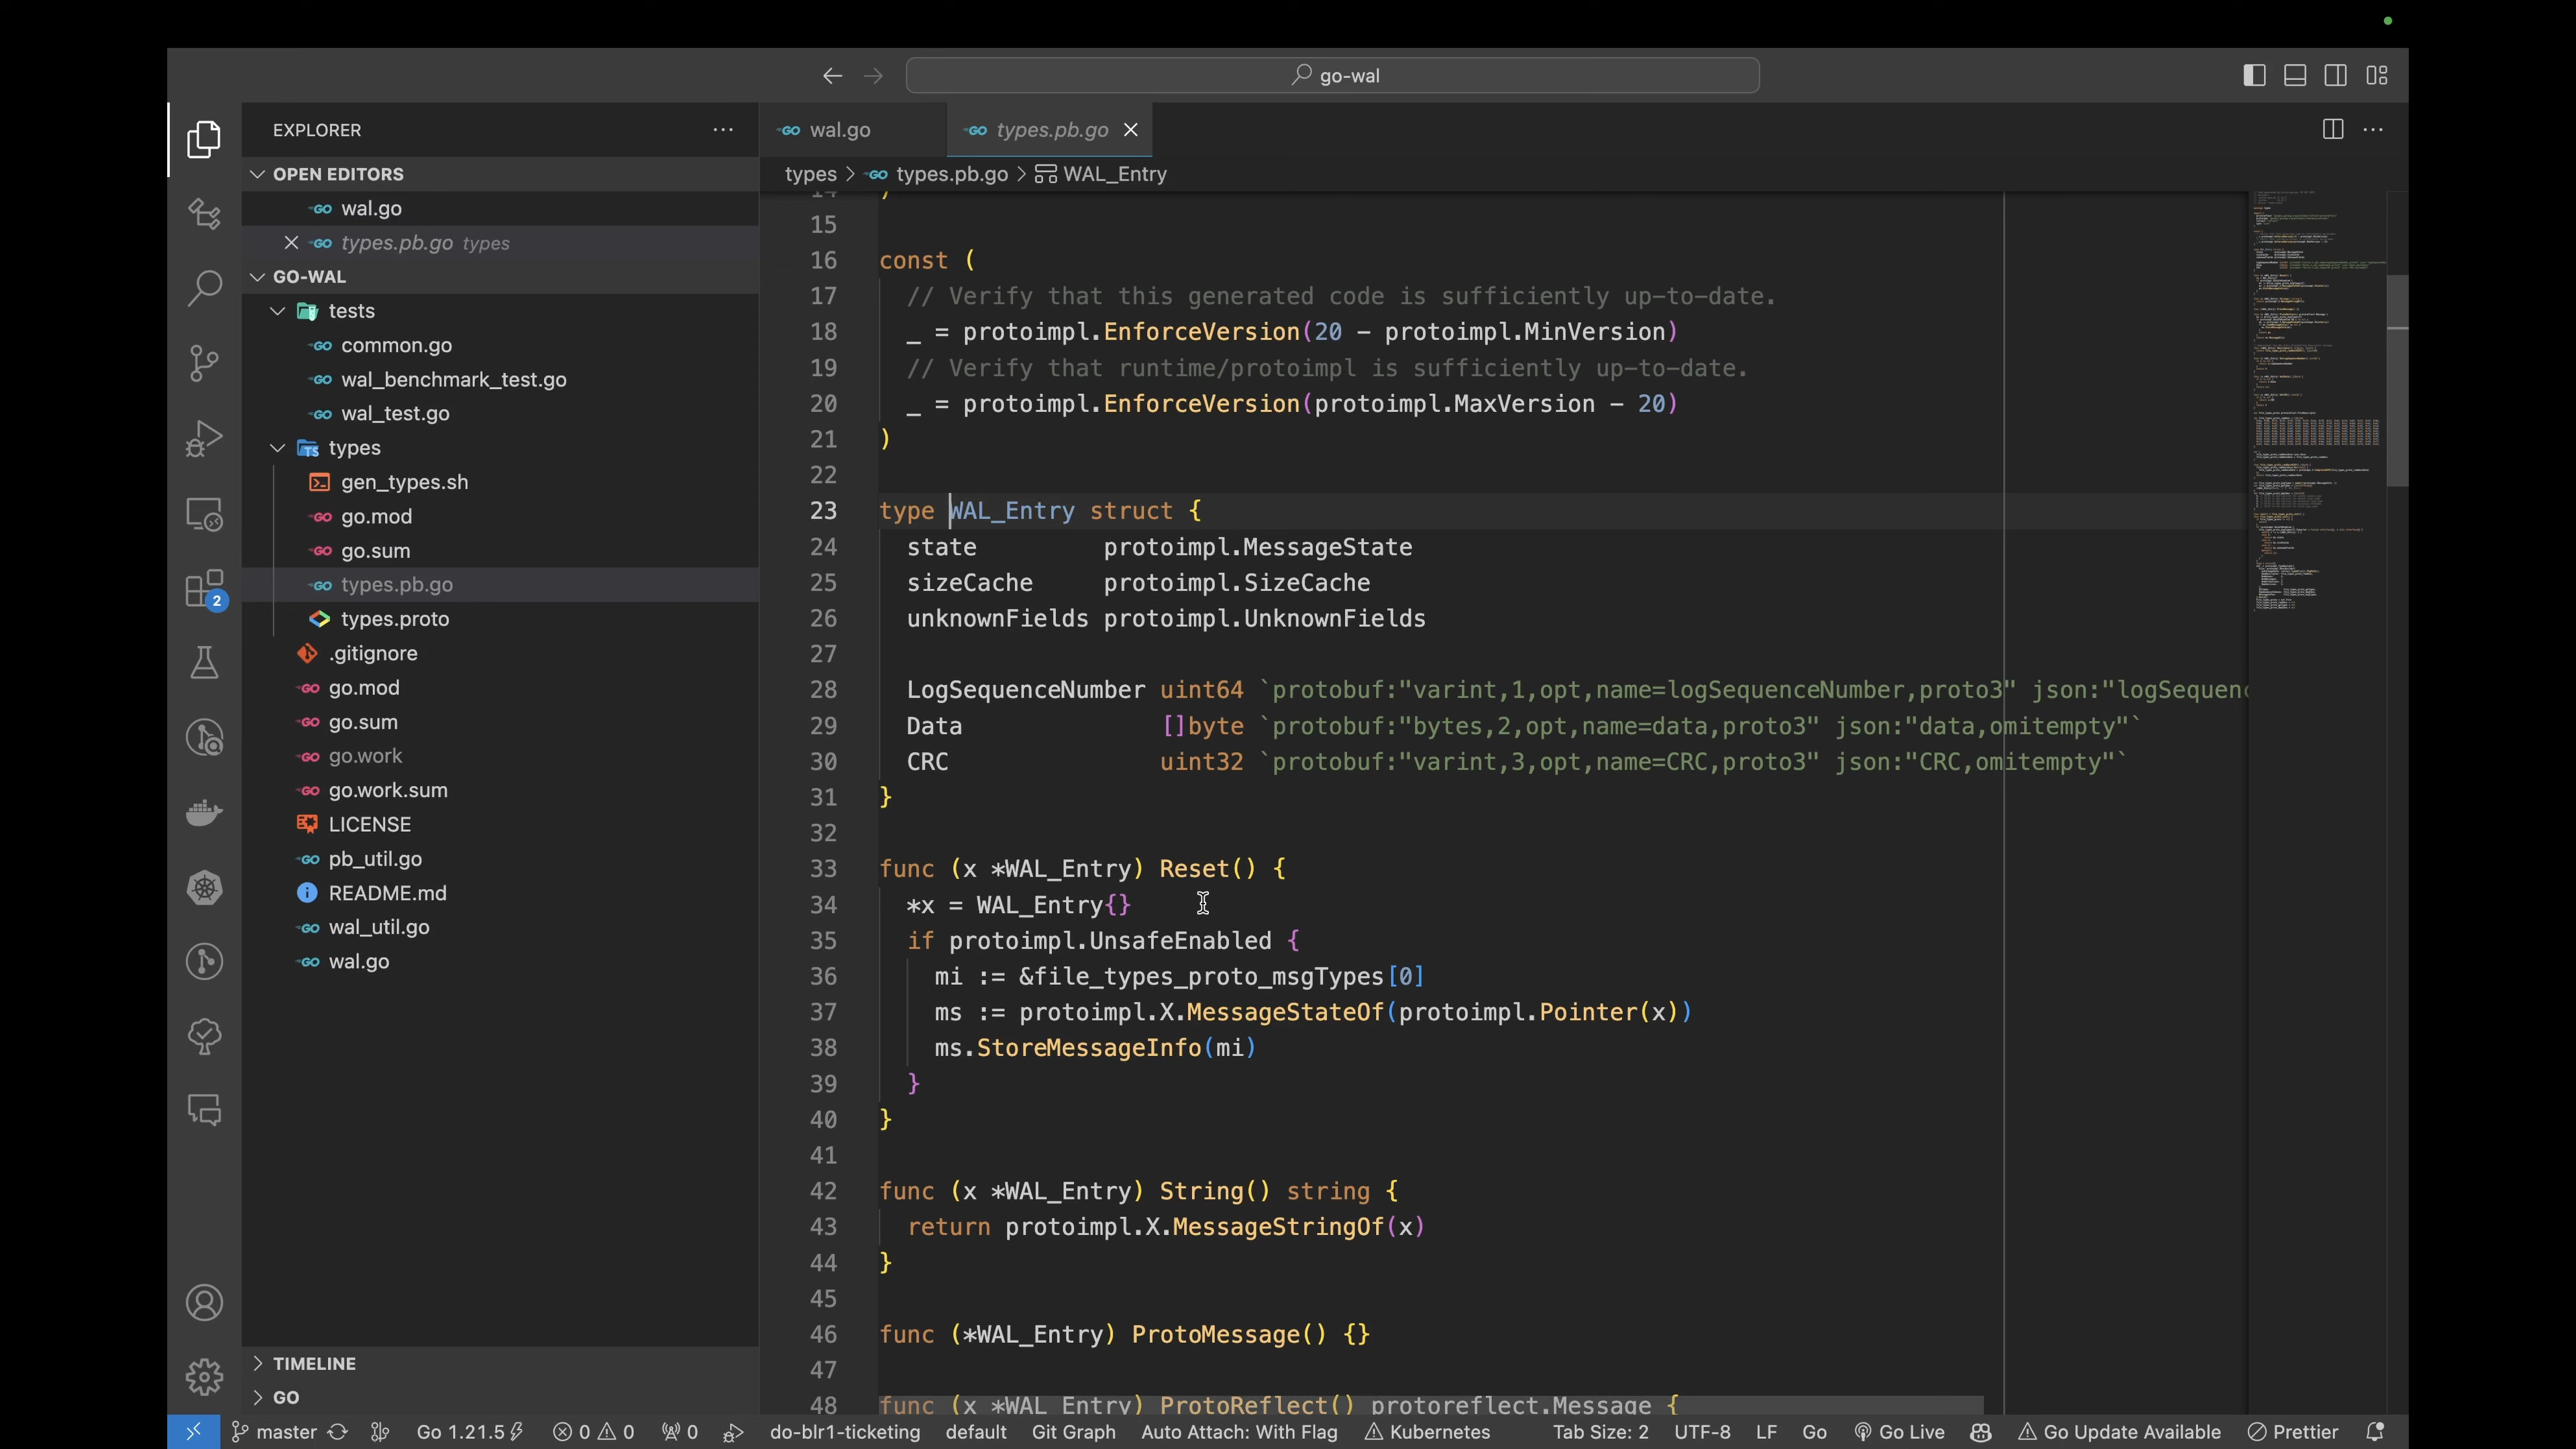 go-wal
EXPLORER
OPEN EDITORS
wal.go
types.pb.go types
GO-WAL
tests
common.go
wal_benchmark_test.go
wal_test.go
types
gen_types.sh
go.mod
go.sum
types.pb.go
types.proto
.gitignore
go.mod
go.sum
go.work
go.work.sum
LICENSE
pb_util.go
README.md
wal_util.go
wal.go
TIMELINE
GO
2
wal.go types.pb.go
types > types.pb.go > WAL_Entry
14 )
15
16 const (
17 // Verify that this generated code is sufficiently up-to-date.
18 _ = protoimpl.EnforceVersion(20 - protoimpl.MinVersion)
19 // Verify that runtime/protoimpl is sufficiently up-to-date.
20 _ = protoimpl.EnforceVersion(protoimpl.MaxVersion - 20)
21 )
22
23 type WAL_Entry struct {
24 state protoimpl.MessageState
25 sizeCache protoimpl.SizeCache
26 unknownFields protoimpl.UnknownFields
27
28 LogSequenceNumber uint64 `protobuf:"varint,1,opt,name=logSequenceNumber,proto3" json:"logSequenc
29 Data []byte `protobuf:"bytes,2,opt,name=data,proto3" json:"data,omitempty"`
30 CRC uint32 `protobuf:"varint,3,opt,name=CRC,proto3" json:"CRC,omitempty"`
31 }
32
33 func (x *WAL_Entry) Reset() {
34 *x = WAL_Entry{}
35 if protoimpl.UnsafeEnabled {
36 mi := &file_types_proto_msgTypes[0]
37 ms := protoimpl.X.MessageStateOf(protoimpl.Pointer(x))
38 ms.StoreMessageInfo(mi)
39 }
40 }
41
42 func (x *WAL_Entry) String() string {
43 return protoimpl.X.MessageStringOf(x)
44 }
45
46 func (*WAL_Entry) ProtoMessage() {}
47
48 func (x *WAL_Entry) ProtoReflect() protoreflect.Message {
master Go 1.21.5 0 0 0 do-blr1-ticketing default Git Graph Auto Attach: With Flag Kubernetes Tab Size: 2 UTF-8 LF Go Go Live Go Update Available Prettier